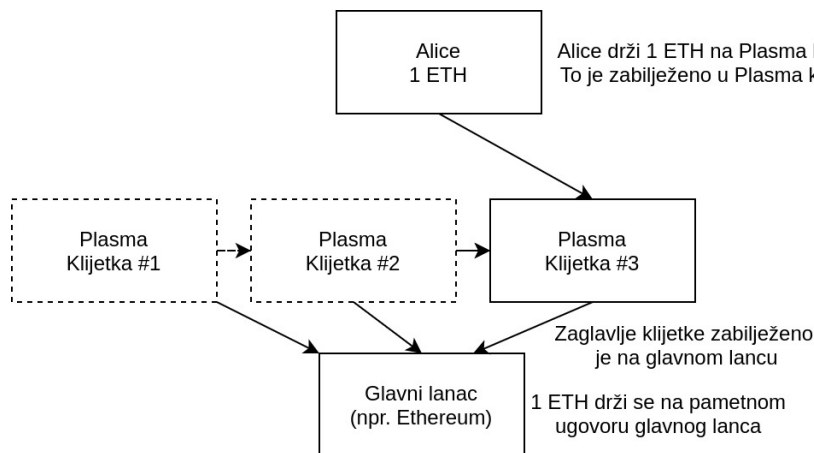 Alice
1 ETH
Alice drži 1 ETH na Plasma
To je zabilježeno u Plasma
Plasma
Klijetka #1
Plasma
Klijetka #2
Plasma
Klijetka #3
Zaglavlje klijetke zabilježeno
je na glavnom lancu
Glavni lanac
(npr. Ethereum)
1 ETH drži se na pametnom
ugovoru glavnog lanca